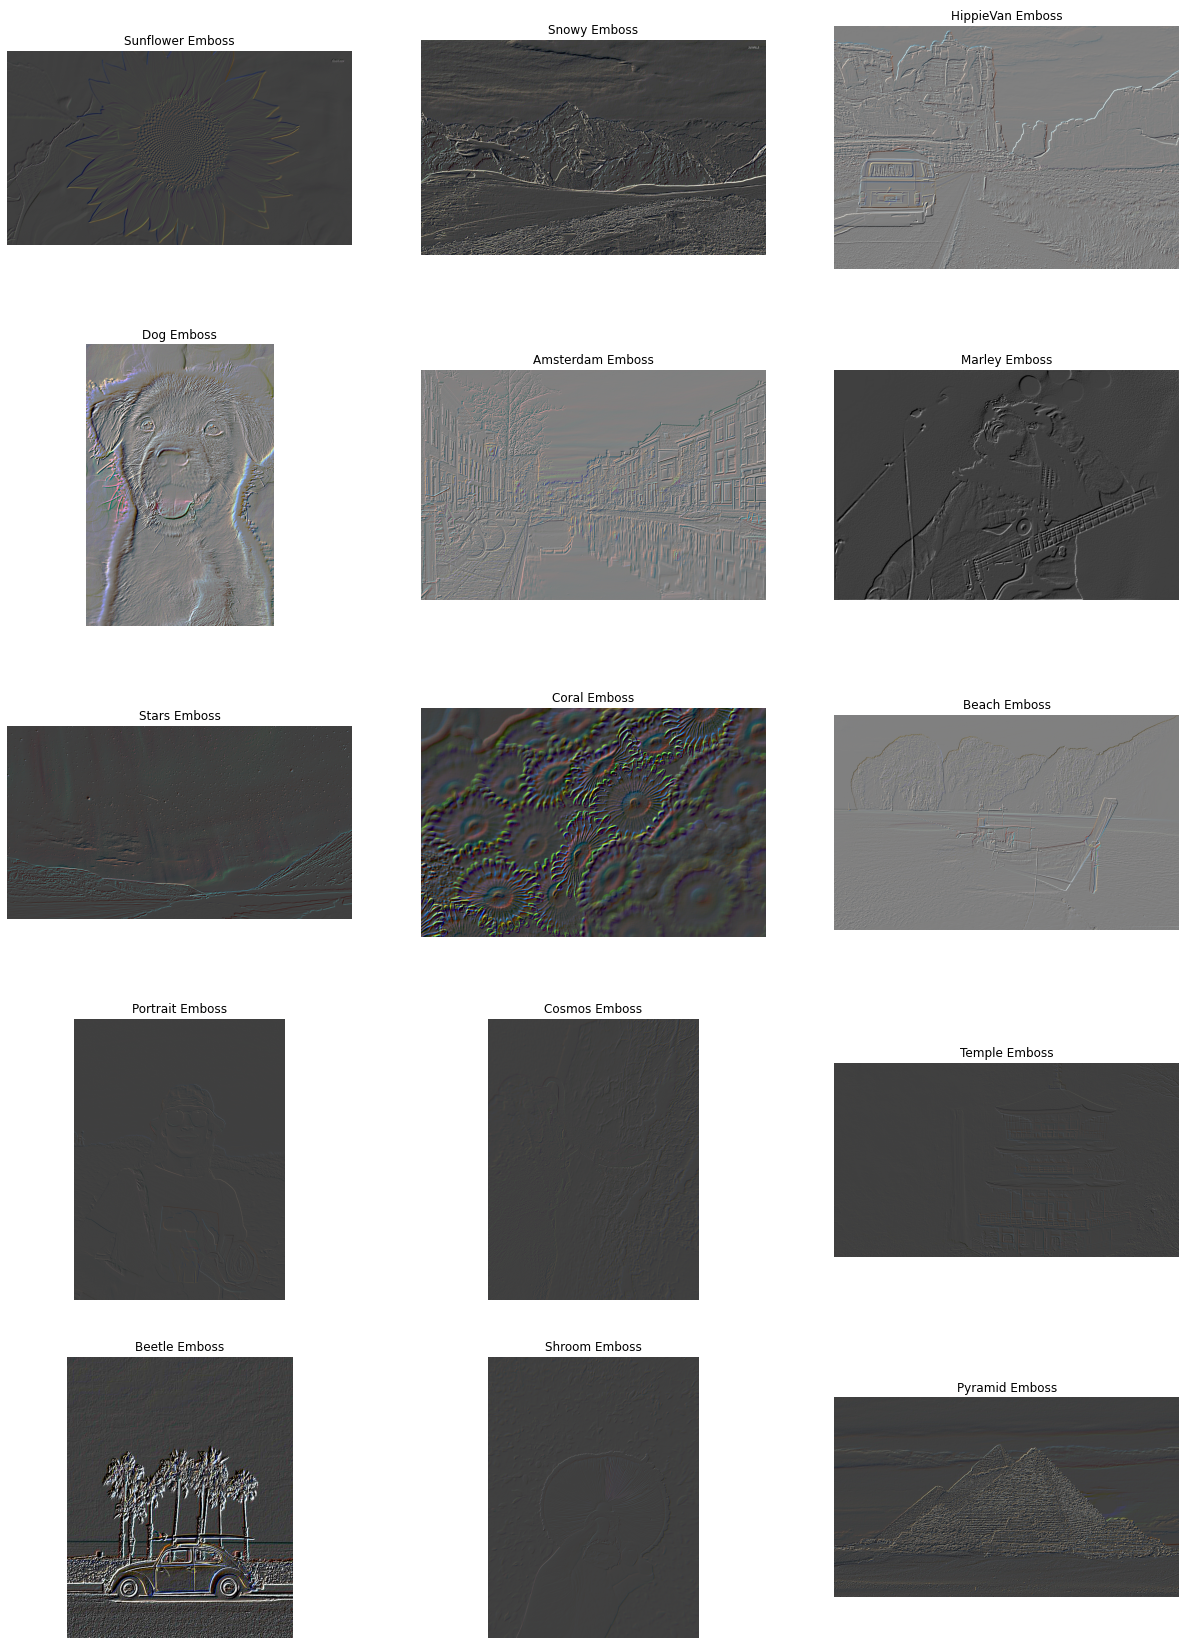 Sunflower Emboss
Snowy Emboss
HippieVan Emboss
Dog Emboss
Amsterdam Emboss
Marley Emboss
Stars Emboss
Coral Emboss
Beach Emboss
Portrait Emboss
Cosmos Emboss
Temple Emboss
Beetle Emboss
Shroom Emboss
Pyramid Emboss